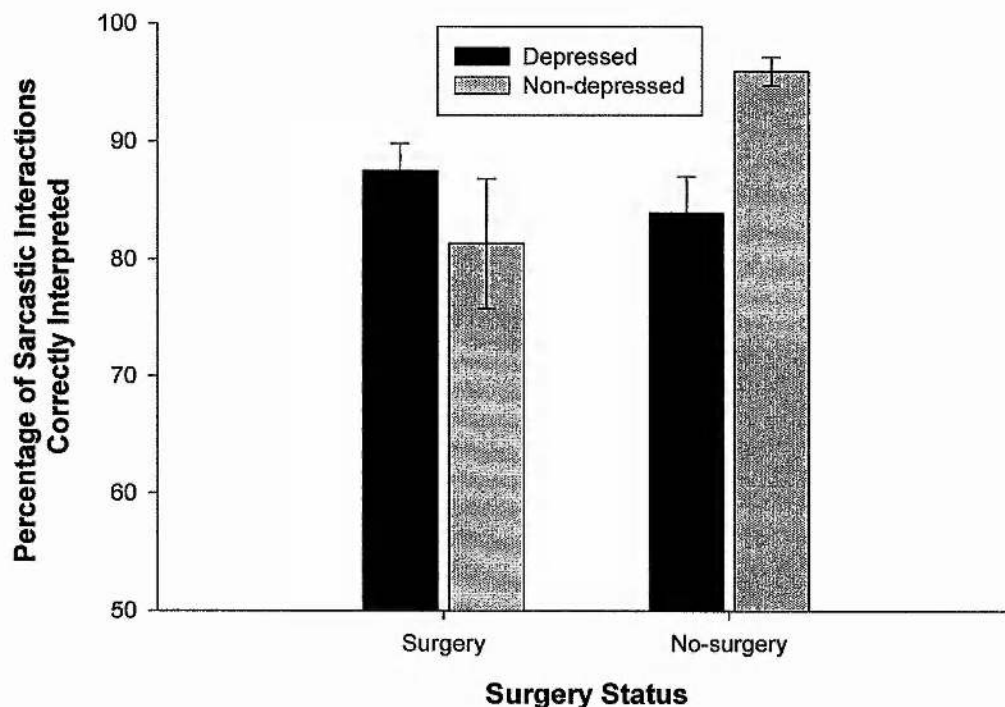 Percentage of Sarcastic Interactions
Correctly Interpreted
100
90
80
70
60
50
Depressed
Non-depressed
Surgery
No-surgery
Surgery Status